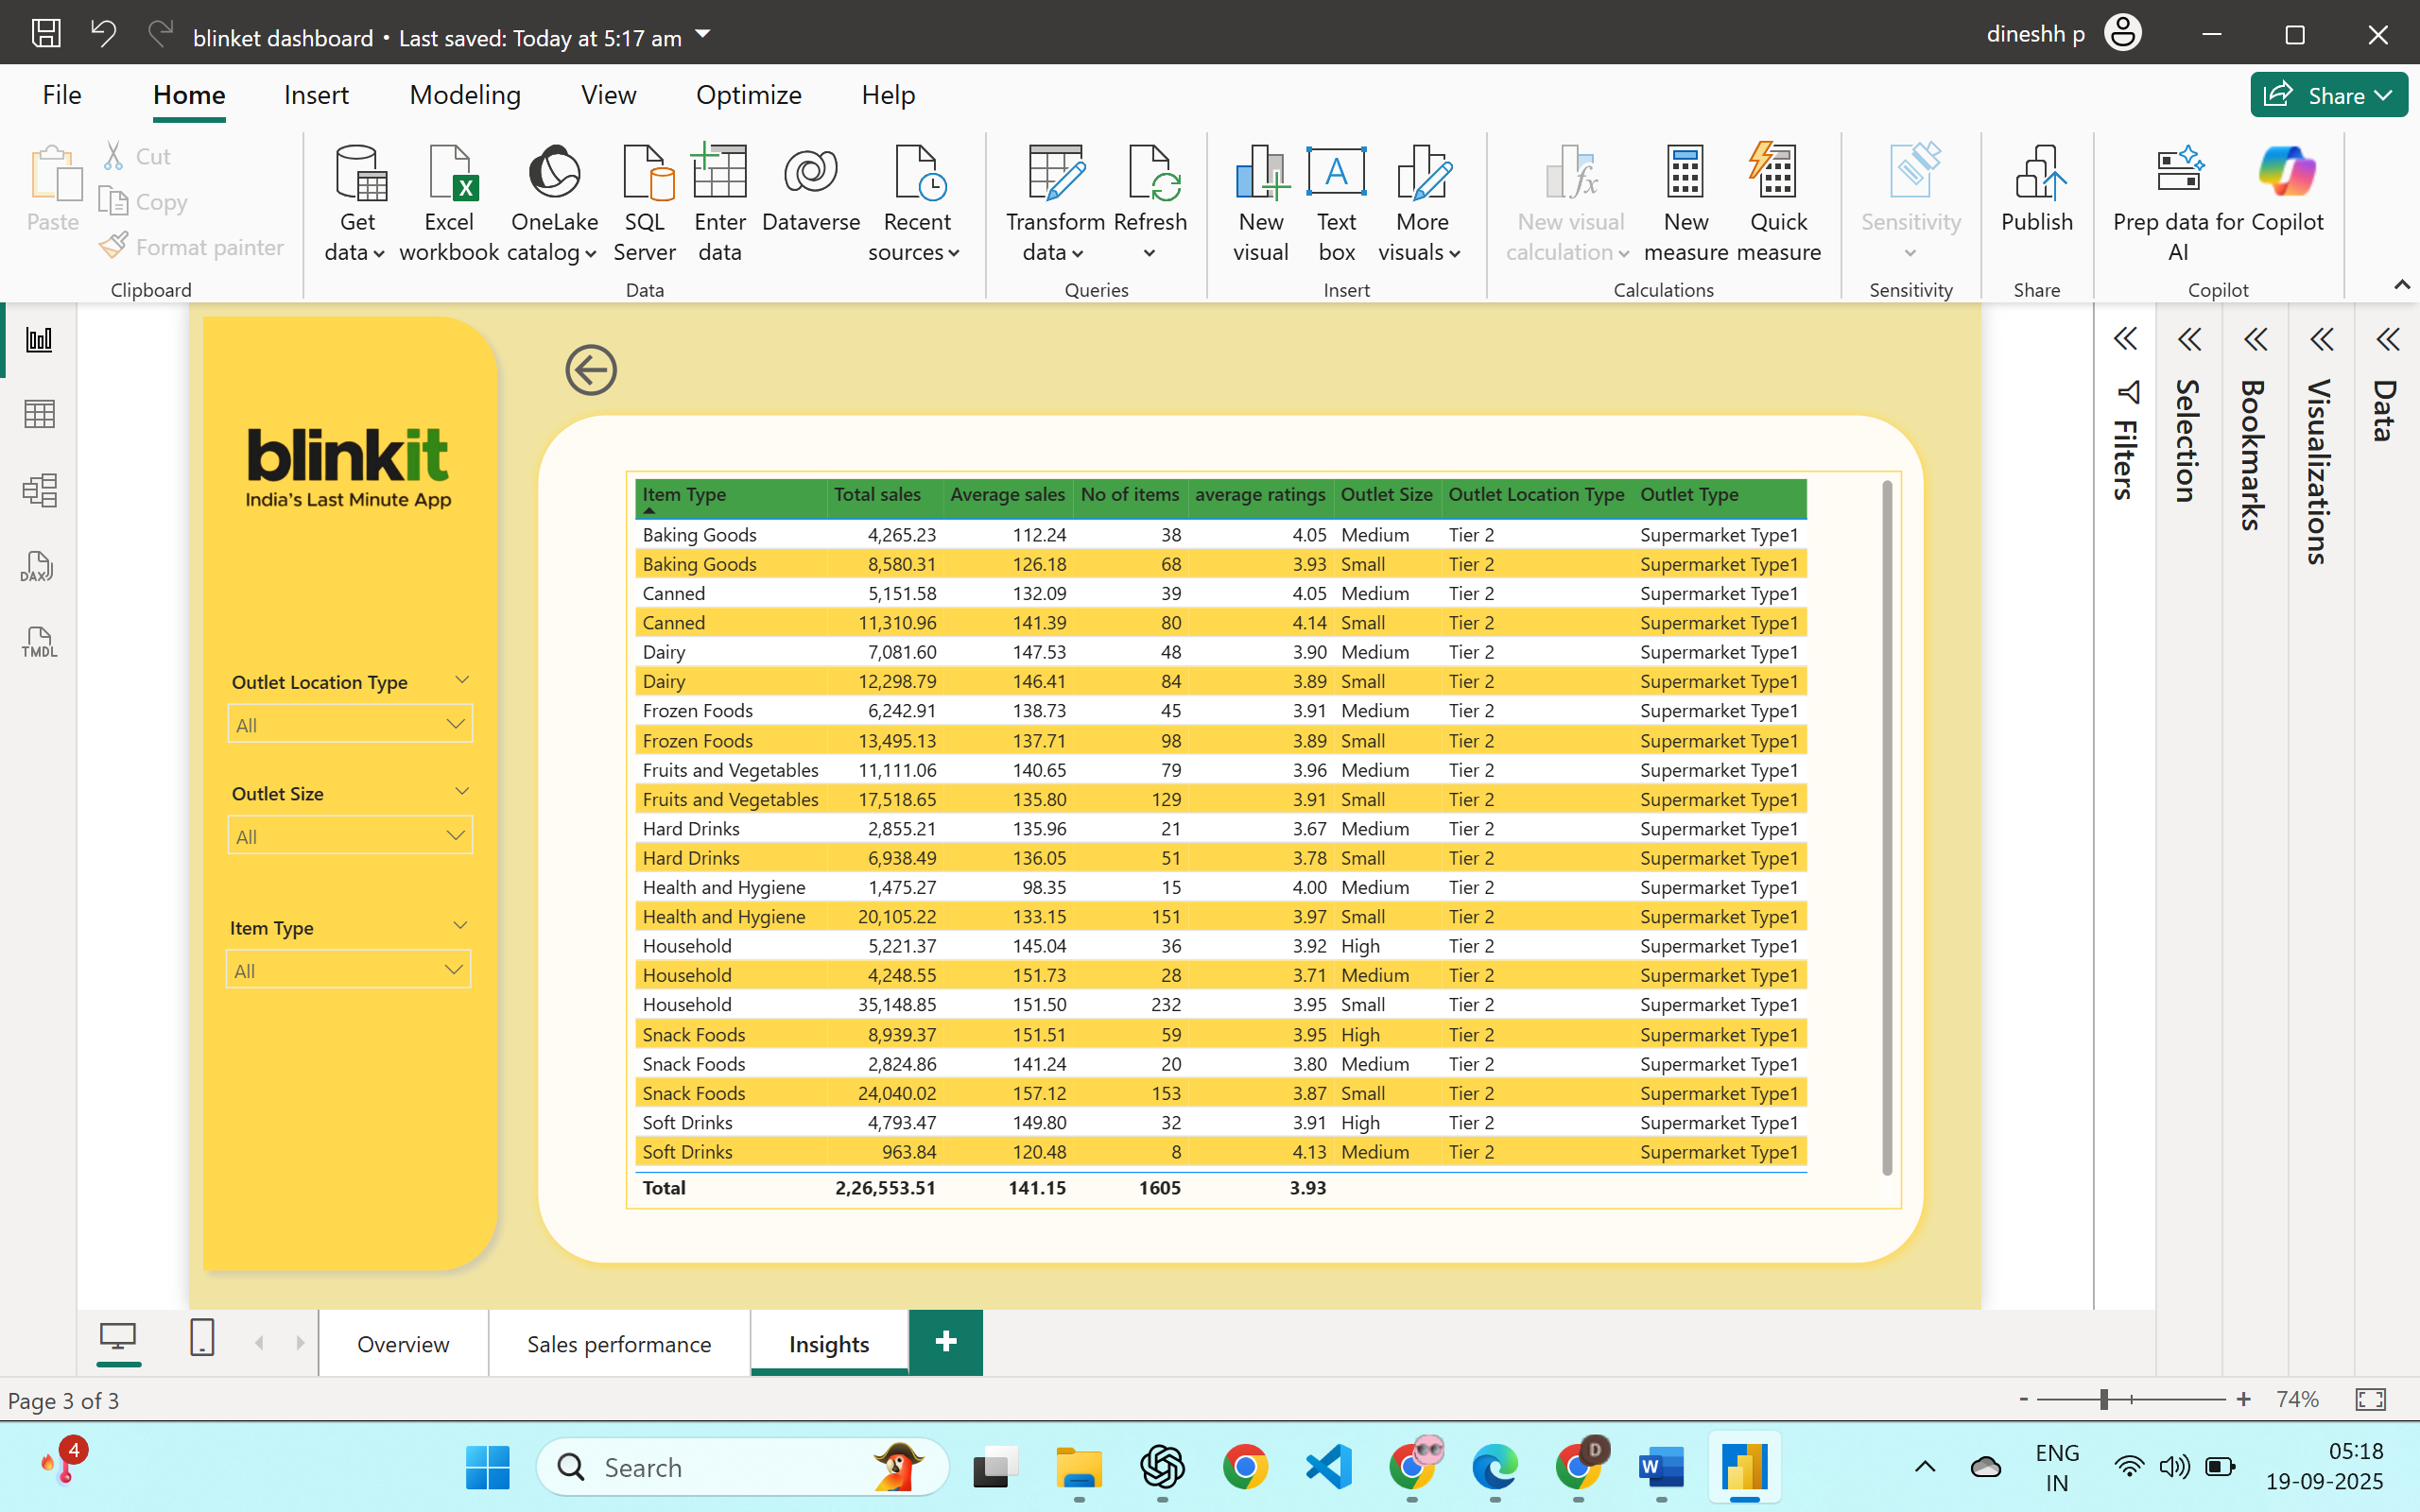 blinket dashboard • Last saved: Today at 5:17 am
dineshh p
File Home Insert Modeling View Optimize Help
Share
Paste
Cut
Copy
Format painter
Clipboard
Get data
Excel workbook
OneLake catalog
SQL Server
Enter data
Dataverse
Recent sources
Data
Transform data
Refresh
Queries
New visual
Text box
More visuals
Insert
New visual calculation
New measure
Quick measure
Calculations
Sensitivity
Sensitivity
Publish
Share
Prep data for AI
Copilot
Copilot
DAX
TMDL
blinkit
India's Last Minute App
Outlet Location Type
All
Outlet Size
All
Item Type
All
Item Type Total sales Average sales No of items average ratings Outlet Size Outlet Location Type Outlet Type
Baking Goods 4,265.23 112.24 38 4.05 Medium Tier 2 Supermarket Type1
Baking Goods 8,580.31 126.18 68 3.93 Small Tier 2 Supermarket Type1
Canned 5,151.58 132.09 39 4.05 Medium Tier 2 Supermarket Type1
Canned 11,310.96 141.39 80 4.14 Small Tier 2 Supermarket Type1
Dairy 7,081.60 147.53 48 3.90 Medium Tier 2 Supermarket Type1
Dairy 12,298.79 146.41 84 3.89 Small Tier 2 Supermarket Type1
Frozen Foods 6,242.91 138.73 45 3.91 Medium Tier 2 Supermarket Type1
Frozen Foods 13,495.13 137.71 98 3.89 Small Tier 2 Supermarket Type1
Fruits and Vegetables 11,111.06 140.65 79 3.96 Medium Tier 2 Supermarket Type1
Fruits and Vegetables 17,518.65 135.80 129 3.91 Small Tier 2 Supermarket Type1
Hard Drinks 2,855.21 135.96 21 3.67 Medium Tier 2 Supermarket Type1
Hard Drinks 6,938.49 136.05 51 3.78 Small Tier 2 Supermarket Type1
Health and Hygiene 1,475.27 98.35 15 4.00 Medium Tier 2 Supermarket Type1
Health and Hygiene 20,105.22 133.15 151 3.97 Small Tier 2 Supermarket Type1
Household 5,221.37 145.04 36 3.92 High Tier 2 Supermarket Type1
Household 4,248.55 151.73 28 3.71 Medium Tier 2 Supermarket Type1
Household 35,148.85 151.50 232 3.95 Small Tier 2 Supermarket Type1
Snack Foods 8,939.37 151.51 59 3.95 High Tier 2 Supermarket Type1
Snack Foods 2,824.86 141.24 20 3.80 Medium Tier 2 Supermarket Type1
Snack Foods 24,040.02 157.12 153 3.87 Small Tier 2 Supermarket Type1
Soft Drinks 4,793.47 149.80 32 3.91 High Tier 2 Supermarket Type1
Soft Drinks 963.84 120.48 8 4.13 Medium Tier 2 Supermarket Type1
Total 2,26,553.51 141.15 1605 3.93
Filters
Selection
Bookmarks
Visualizations
Data
Overview
Sales performance
Insights
Page 3 of 3
- + 74%
4
Search
D
W
ENG
IN
05:18
19-09-2025